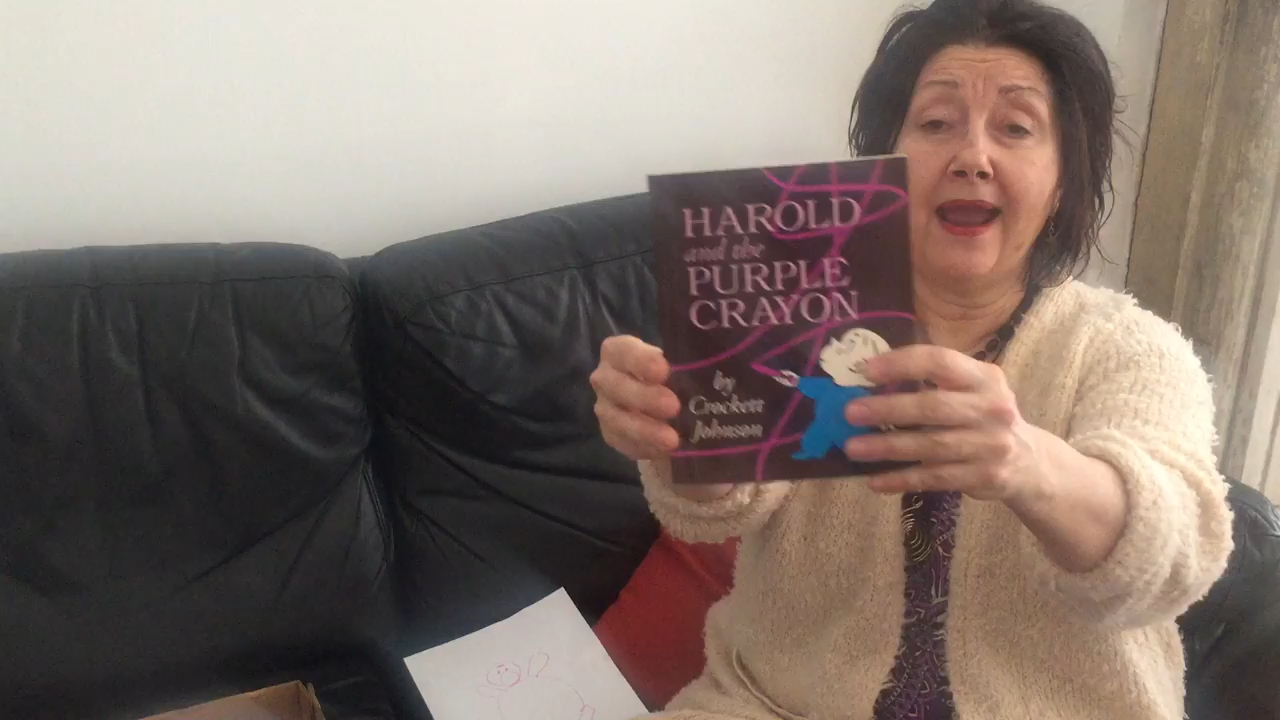 HAROLD
and the
PURPLE
CRAYON
by
Crockett
Johnson